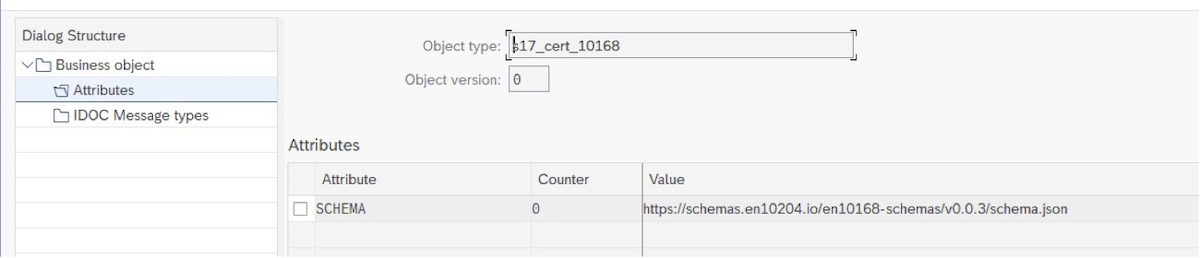 Dialog Structure
Business object
Attributes
IDOC Message types
Object type: s17_cert_10168
Object version: 0
Attributes
Attribute Counter Value
SCHEMA 0 https://schemas.en10204.io/en10168-schemas/v0.0.3/schema.json